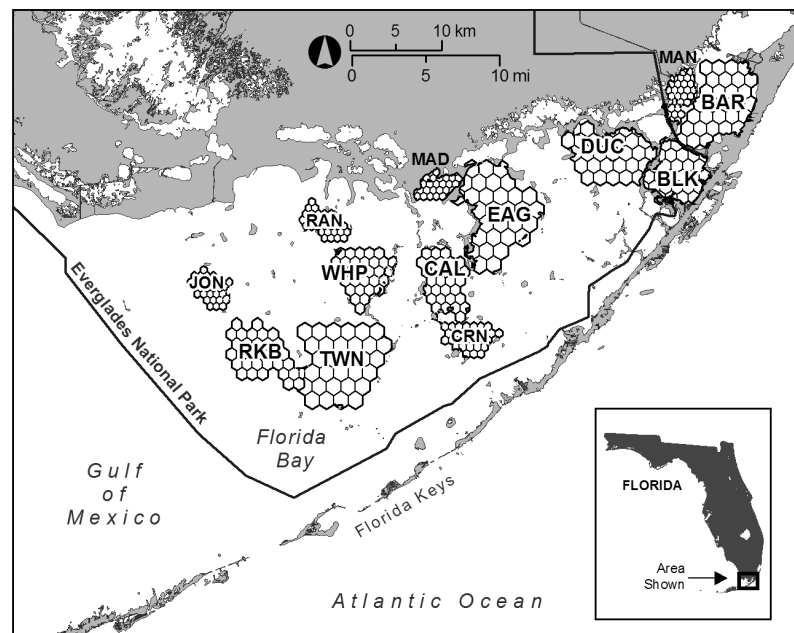 0 5 10 km
0 5 10 mi
MAN
BAR
DUC
MAD
BLK
EAG
RAN
WHP
CAL
JON
CRN
RKB
TWN
Everglades National Park
Florida
Bay
Gulf
of
Mexico
Florida Keys
Atlantic Ocean
FLORIDA
Area
Shown